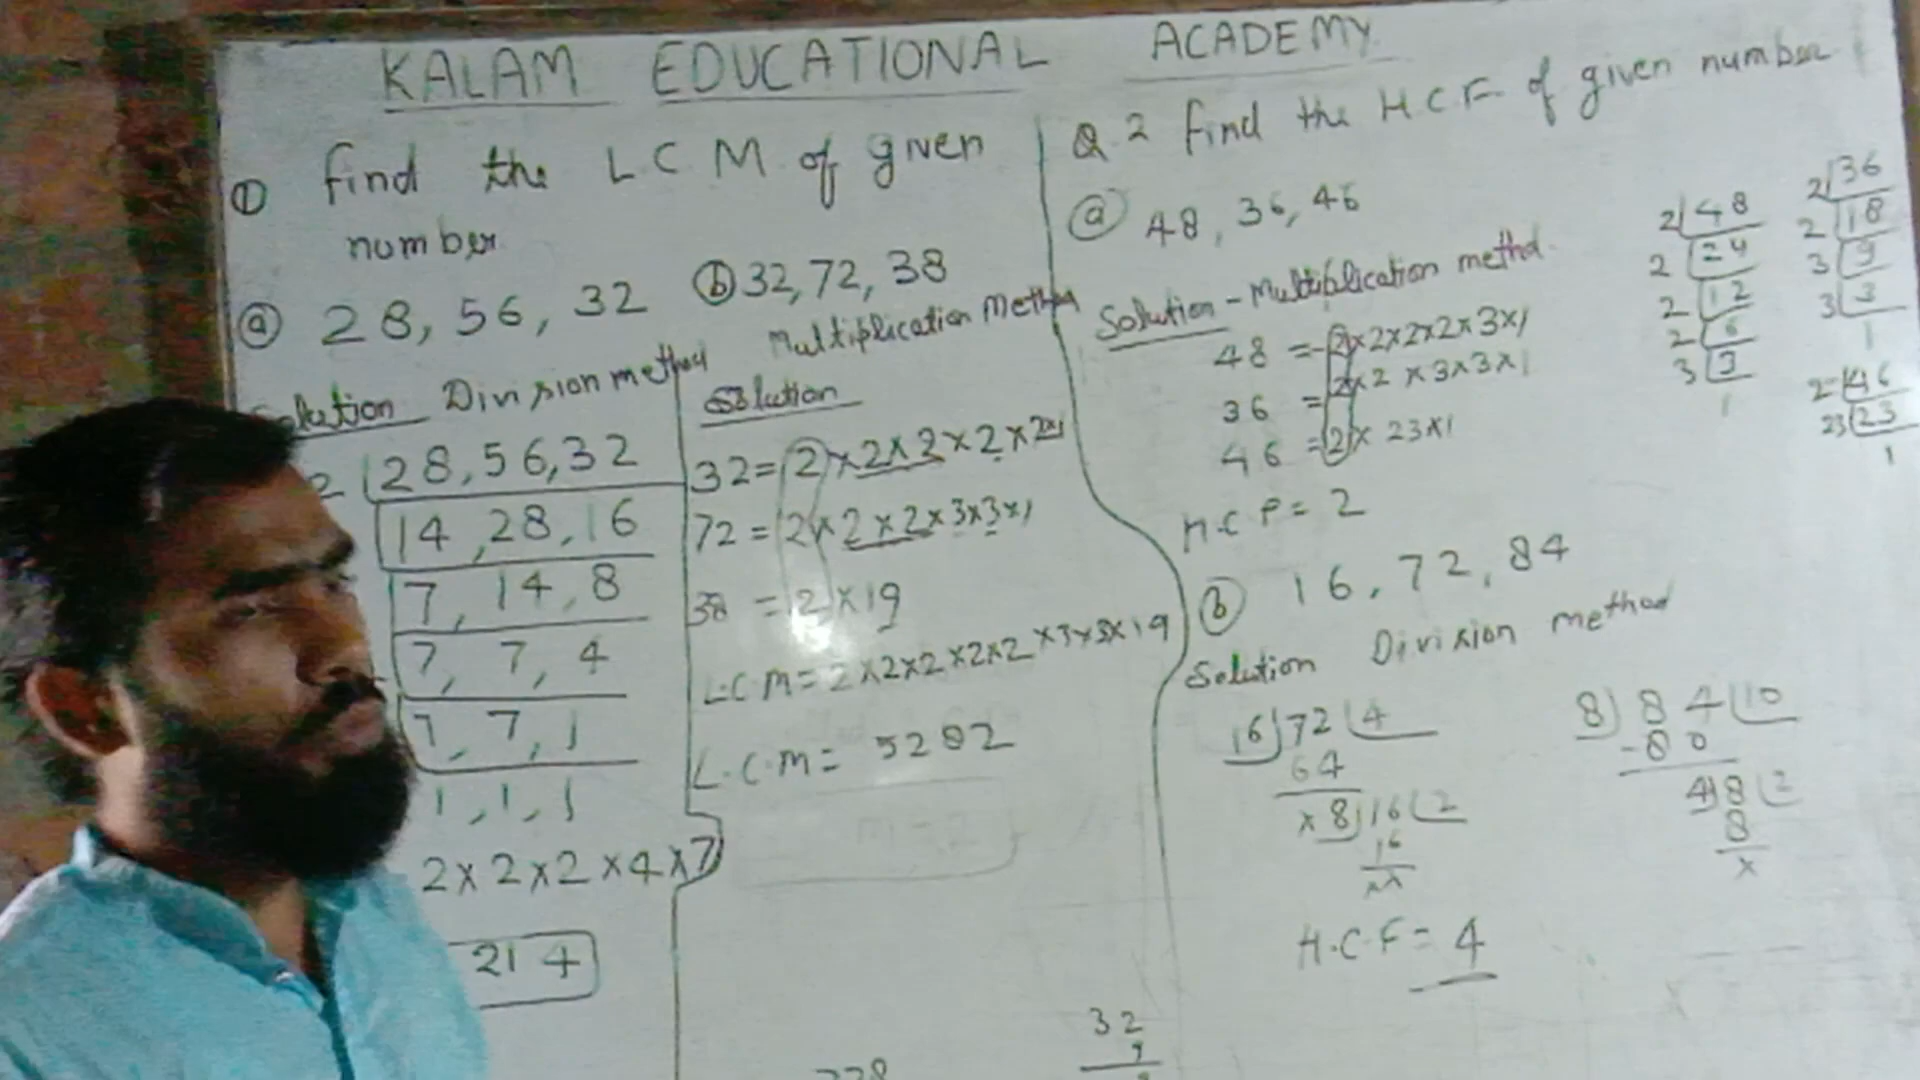 KALAM EDUCATIONAL ACADEMY
① find the LCM of given
number
ⓐ 28, 56, 32
ⓑ 32, 72, 38
Solution Division method
2 28, 56, 32
14, 28, 16
7, 14, 8
7, 7, 4
7, 7, 1
1, 1, 1
2×2×2×4×7
214
Multiplication Method
Solution
32=2×2×2×2×2×1
72=2×2×2×3×3×1
38=2×19
L.C.M=2×2×2×2×2×3×3×19
L.C.M=
Q.2 find the H.C.F of given number
ⓐ 48, 36, 46
Solution - Multiplication method
48=2×2×2×2×3×1
36=2×2×3×3×1
46=2×23×1
H.C.F=2
2 48
2 24
2 12
2 6
3 3
1
2 36
2 18
3 9
3 3
1
2 46
23 23
1
ⓑ 16, 72, 84
Solution Division method
16)72(4
64
×8)16(2
16
××
8)84(10
-80
4)8(2
8
×
H.C.F=4
32